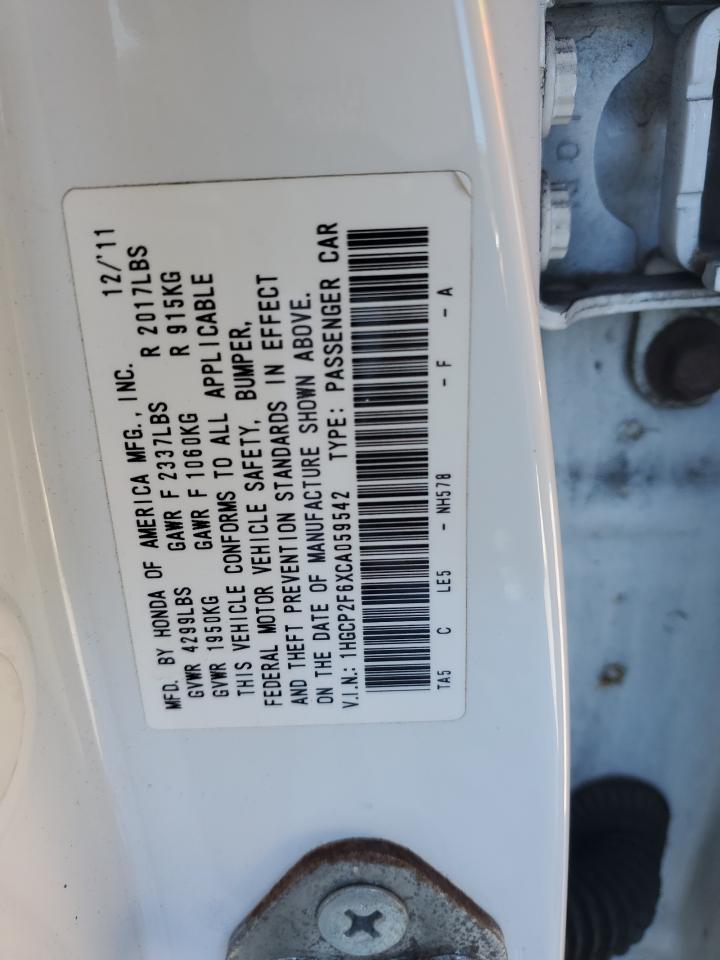 MFD. BY HONDA OF AMERICA MFG., INC. 12/'11
GVWR 4299LBS GAWR F 2337LBS R 2017LBS
GVWR 1950KG GAWR F 1060KG R 915KG
THIS VEHICLE CONFORMS TO ALL APPLICABLE
FEDERAL MOTOR VEHICLE SAFETY, BUMPER,
AND THEFT PREVENTION STANDARDS IN EFFECT
ON THE DATE OF MANUFACTURE SHOWN ABOVE.
V.I.N.: 1HGCP2F6XCA059542 TYPE: PASSENGER CAR
TA5 C LE5 - NH578 - F - A